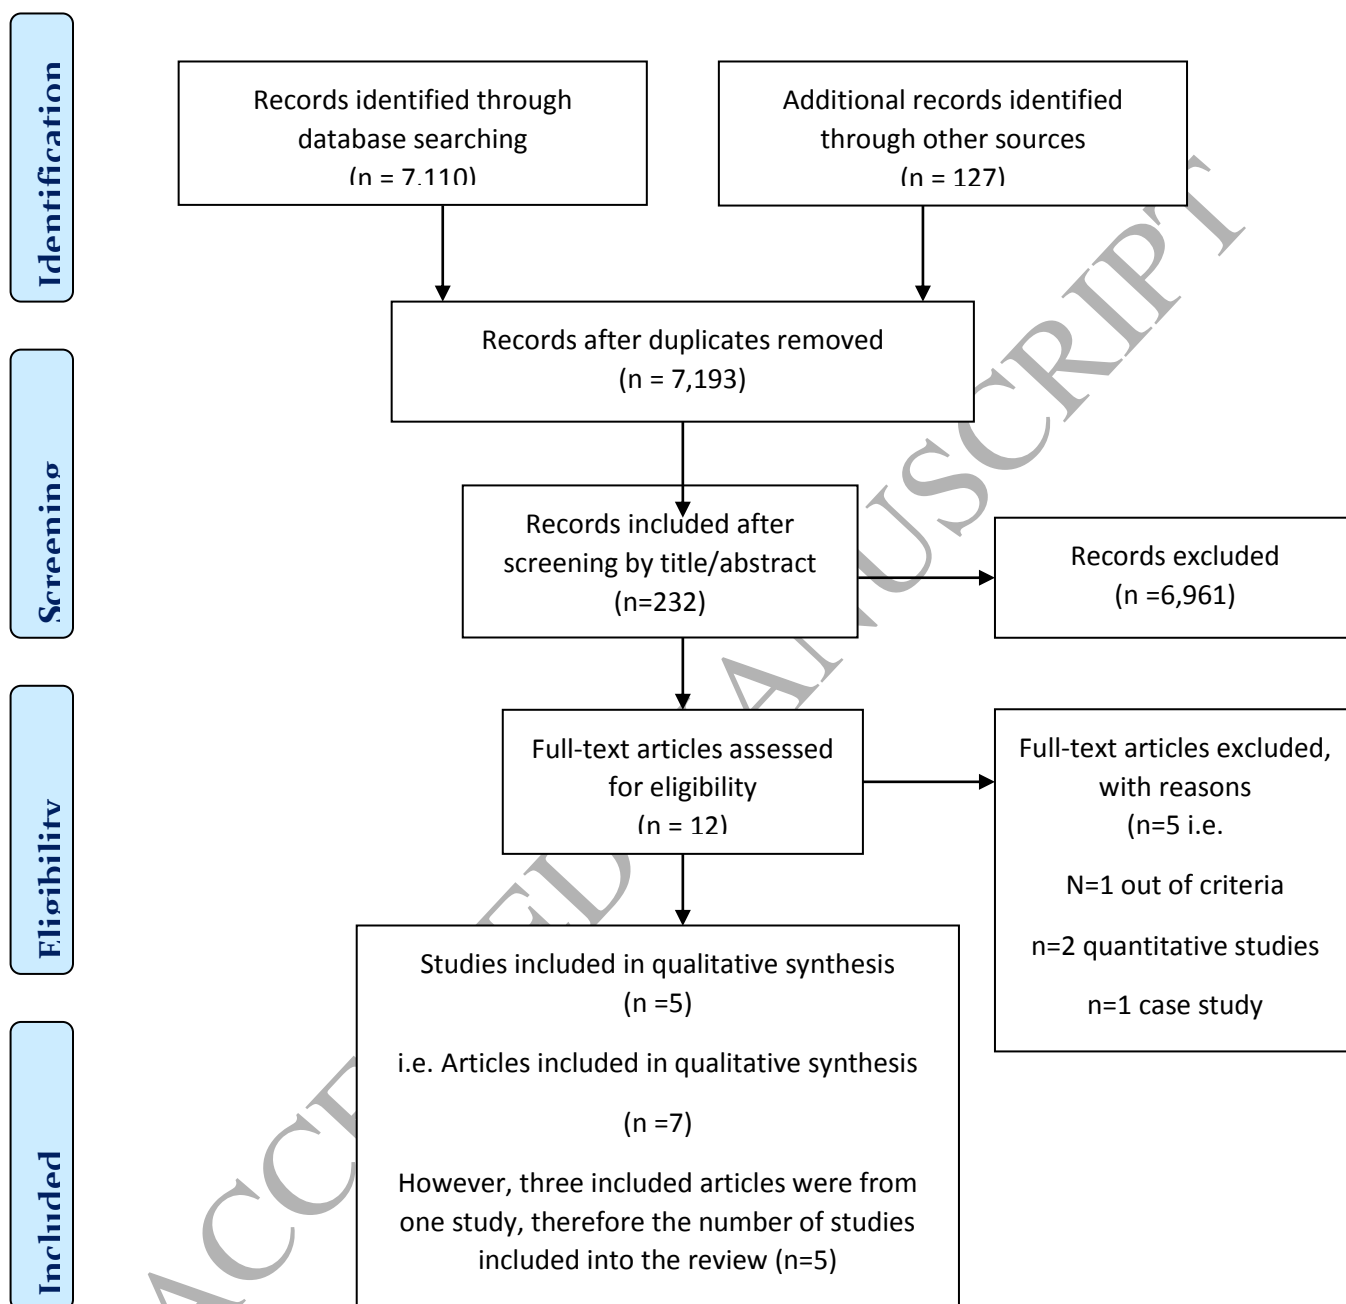 Identification
Records identified through
database searching
(n = 7,110)
Additional records identified
through other sources
(n = 127)
Records after duplicates removed
(n = 7,193)
Screening
Records included after
screening by title/abstract
(n=232)
Records excluded
(n =6,961)
Eligibility
Full-text articles assessed
for eligibility
(n = 12)
Full-text articles excluded,
with reasons
(n=5 i.e.
N=1 out of criteria
n=2 quantitative studies
n=1 case study
Included
Studies included in qualitative synthesis
(n =5)
i.e. Articles included in qualitative synthesis
(n =7)
However, three included articles were from
one study, therefore the number of studies
included into the review (n=5)